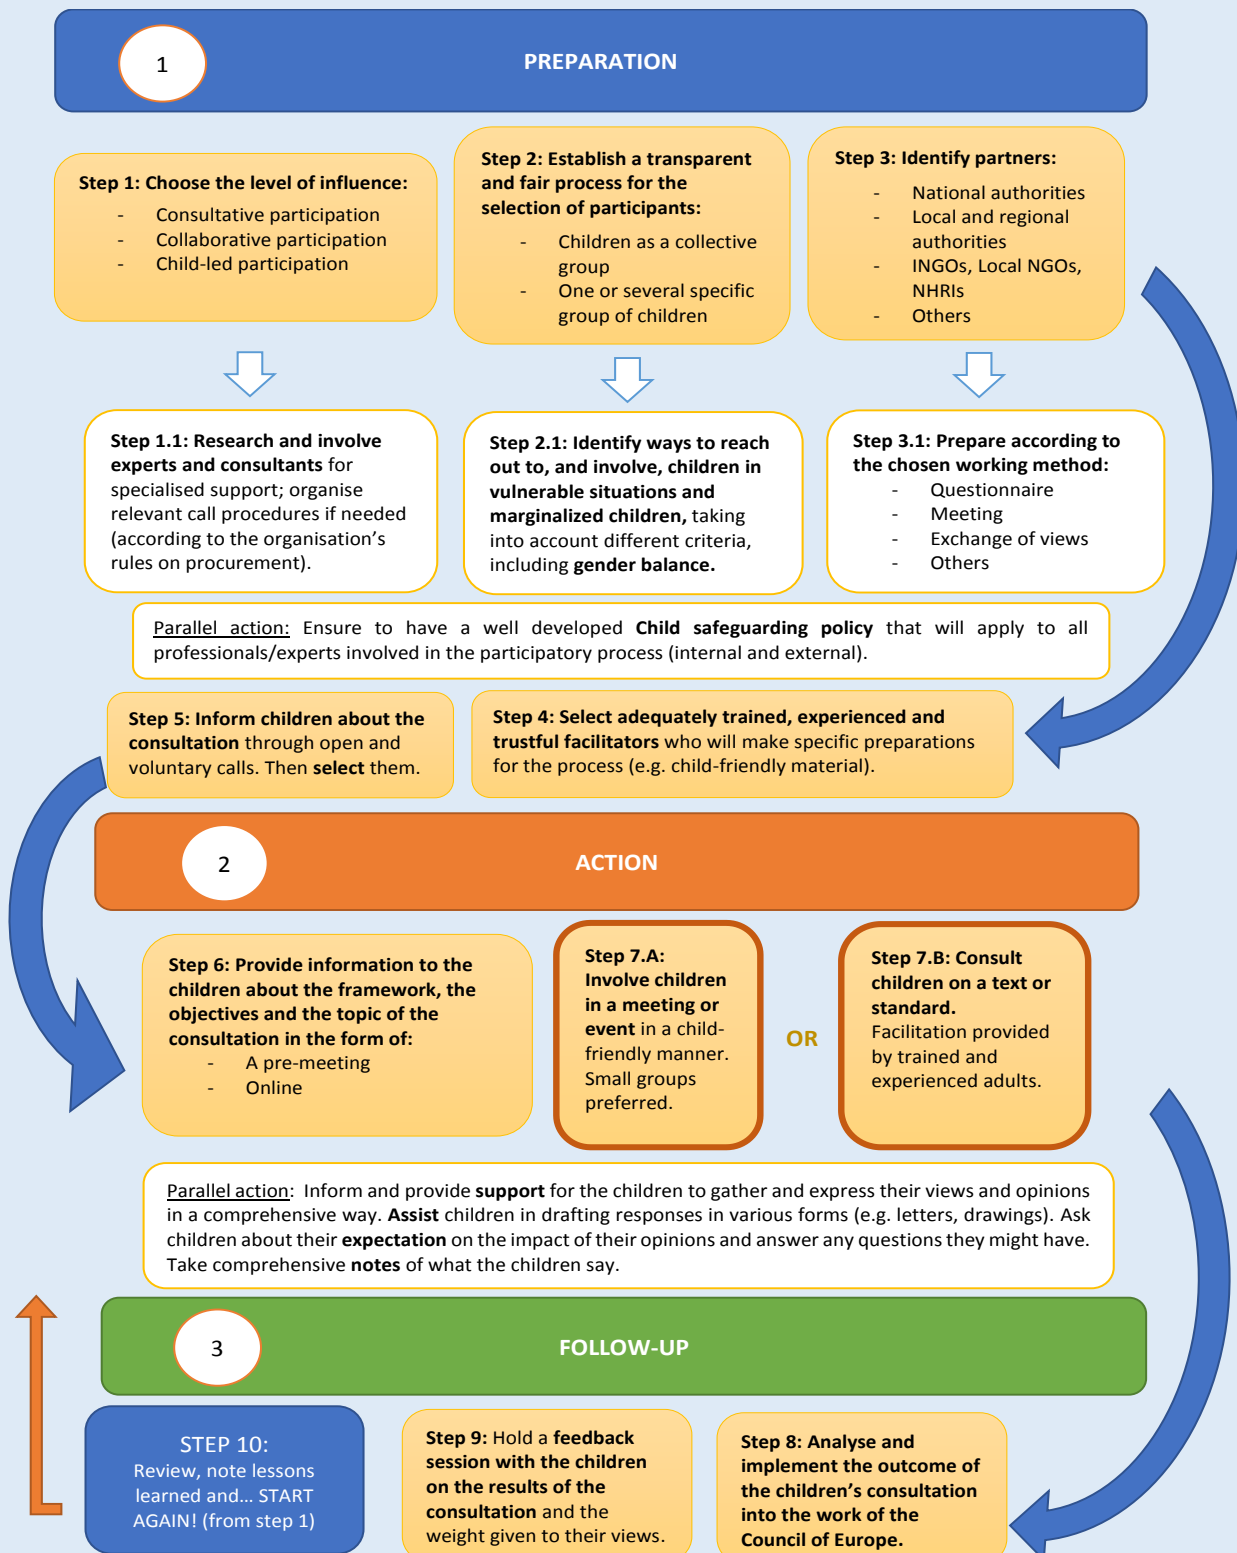 1
PREPARATION
Step 1: Choose the level of influence:
- Consultative participation
- Collaborative participation
- Child-led participation
Step 2: Establish a transparent
and fair process for the
selection of participants:
- Children as a collective
group
- One or several specific
group of children
Step 3: Identify partners:
- National authorities
- Local and regional
authorities
- INGOs, Local NGOs,
NHRIs
- Others
Step 1.1: Research and involve
experts and consultants for
specialised support; organise
relevant call procedures if needed
(according to the organisation’s
rules on procurement).
Step 2.1: Identify ways to reach
out to, and involve, children in
vulnerable situations and
marginalized children, taking
into account different criteria,
including gender balance.
Step 3.1: Prepare according to
the chosen working method:
- Questionnaire
- Meeting
- Exchange of views
- Others
Parallel action: Ensure to have a well developed Child safeguarding policy that will apply to all
professionals/experts involved in the participatory process (internal and external).
Step 5: Inform children about the
consultation through open and
voluntary calls. Then select them.
Step 4: Select adequately trained, experienced and
trustful facilitators who will make specific preparations
for the process (e.g. child-friendly material).
2
ACTION
Step 6: Provide information to the
children about the framework, the
objectives and the topic of the
consultation in the form of:
- A pre-meeting
- Online
Step 7.A:
Involve children
in a meeting or
event in a child-
friendly manner.
Small groups
preferred.
OR
Step 7.B: Consult
children on a text or
standard.
Facilitation provided
by trained and
experienced adults.
Parallel action: Inform and provide support for the children to gather and express their views and opinions
in a comprehensive way. Assist children in drafting responses in various forms (e.g. letters, drawings). Ask
children about their expectation on the impact of their opinions and answer any questions they might have.
Take comprehensive notes of what the children say.
3
FOLLOW-UP
STEP 10:
Review, note lessons
learned and... START
AGAIN! (from step 1)
Step 9: Hold a feedback
session with the children
on the results of the
consultation and the
weight given to their views.
Step 8: Analyse and
implement the outcome of
the children’s consultation
into the work of the
Council of Europe.